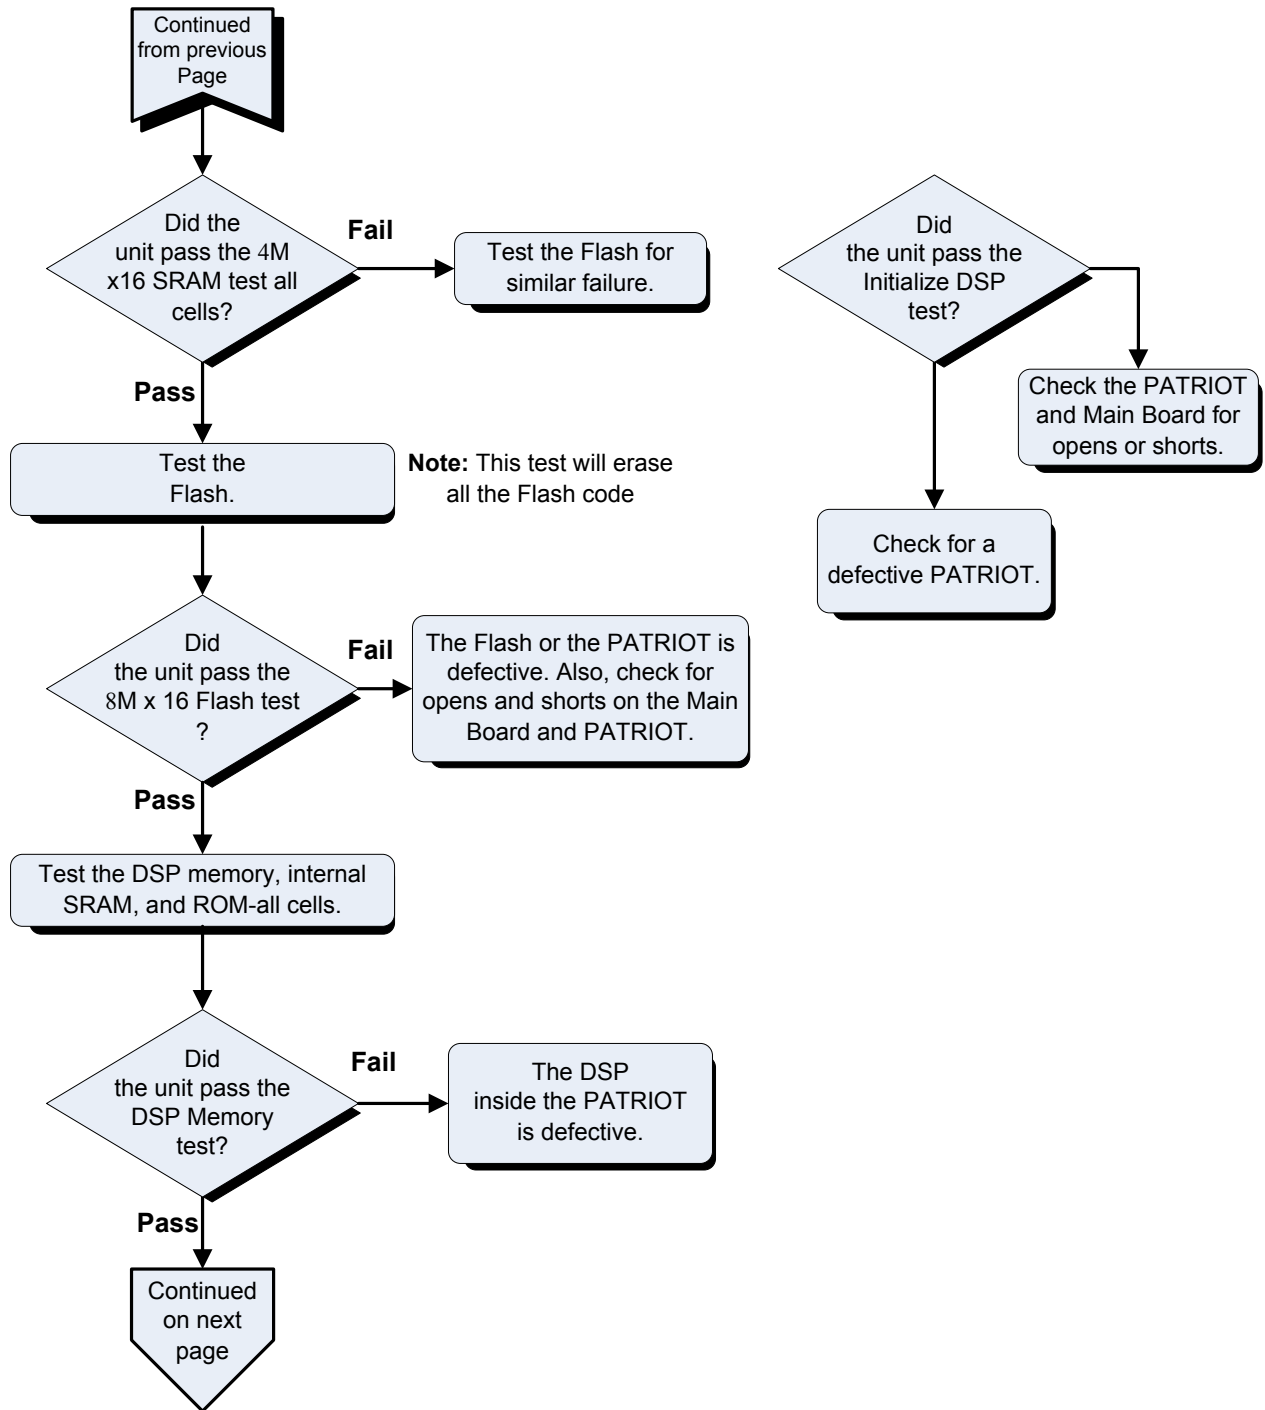 Continued
from previous
Page
Did the
unit pass the 4M
x16 SRAM test all
cells?
Fail
Test the Flash for
similar failure.
Pass
Test the
Flash.
Note: This test will erase
all the Flash code
Did
the unit pass the
8M x 16 Flash test
?
Fail
The Flash or the PATRIOT is
defective. Also, check for
opens and shorts on the Main
Board and PATRIOT.
Pass
Test the DSP memory, internal
SRAM, and ROM-all cells.
Did
the unit pass the
DSP Memory
test?
Fail
The DSP
inside the PATRIOT
is defective.
Pass
Continued
on next
page
Did
the unit pass the
Initialize DSP
test?
Check the PATRIOT
and Main Board for
opens or shorts.
Check for a
defective PATRIOT.